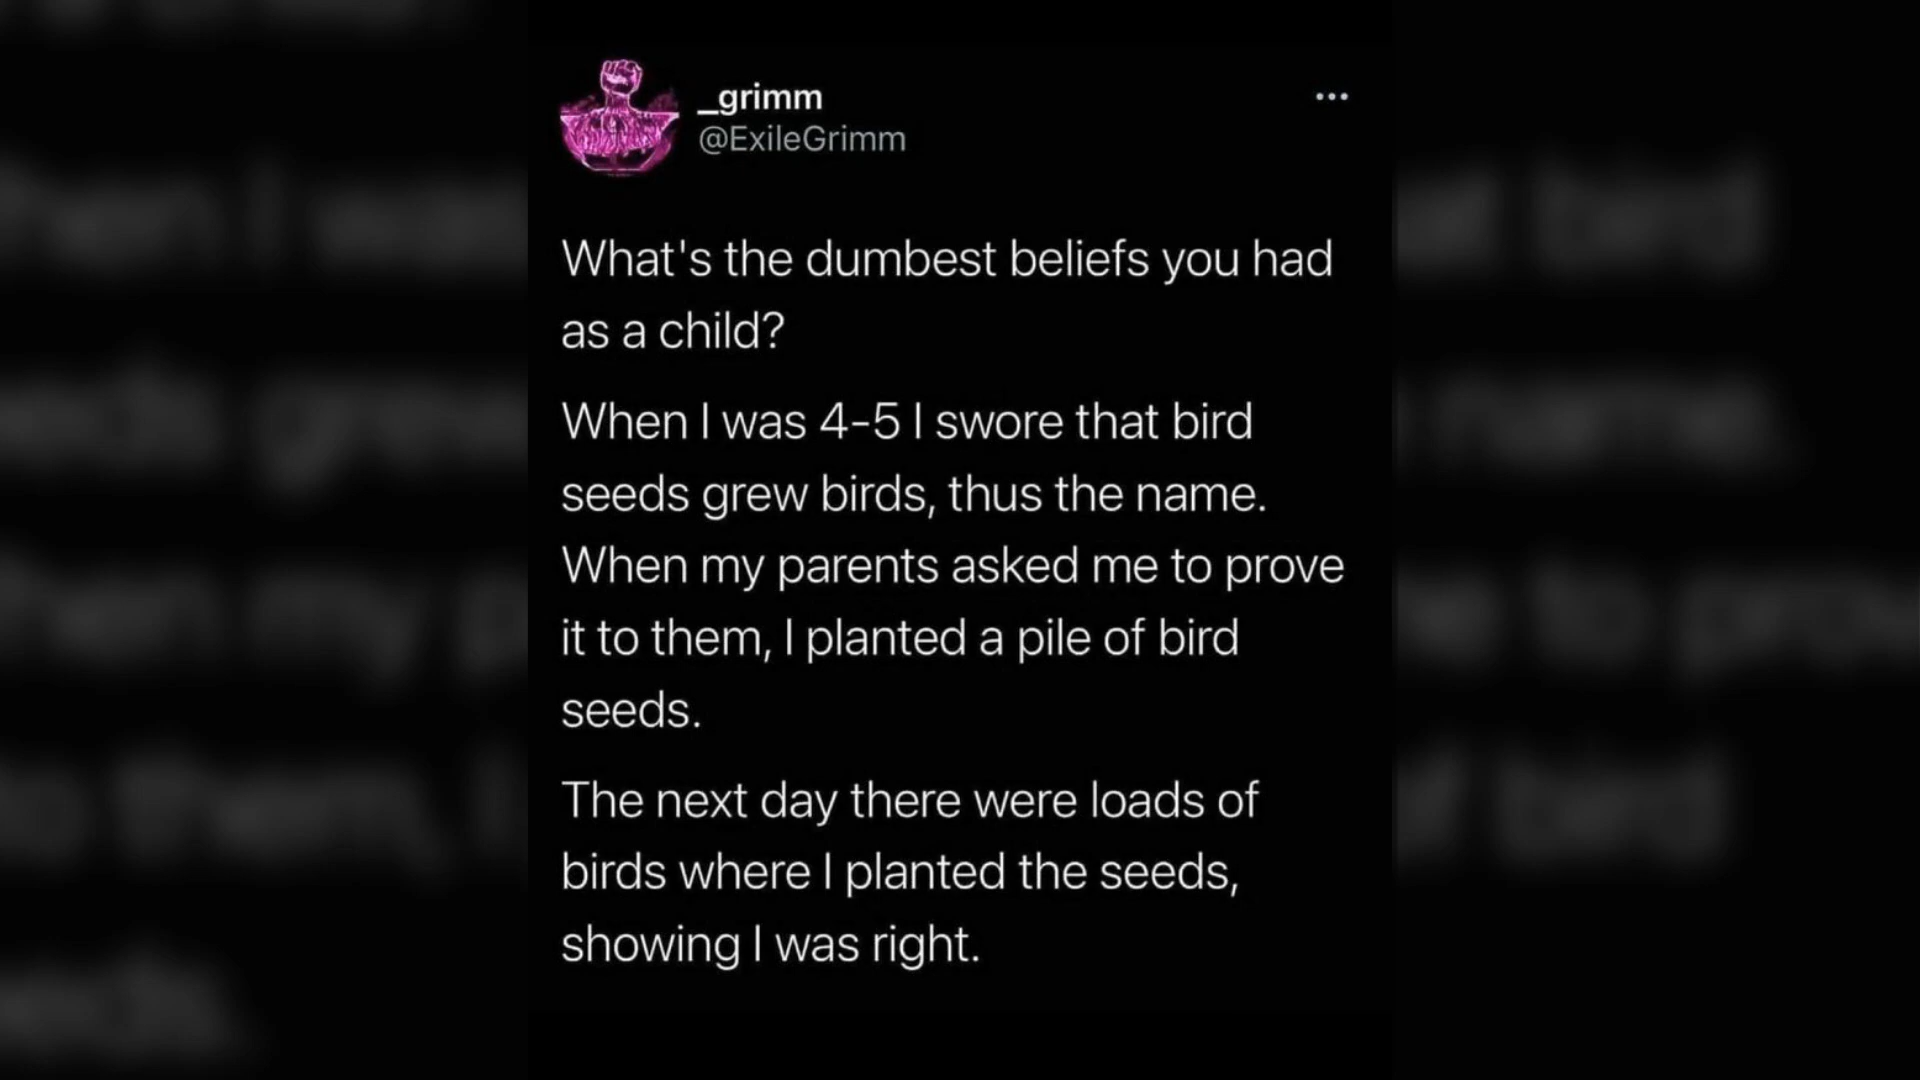 _grimm
@ExileGrimm
What's the dumbest beliefs you had
as a child?
When I was 4-5 I swore that bird
seeds grew birds, thus the name.
When my parents asked me to prove
it to them, I planted a pile of bird
seeds.
The next day there were loads of
birds where I planted the seeds,
showing I was right.